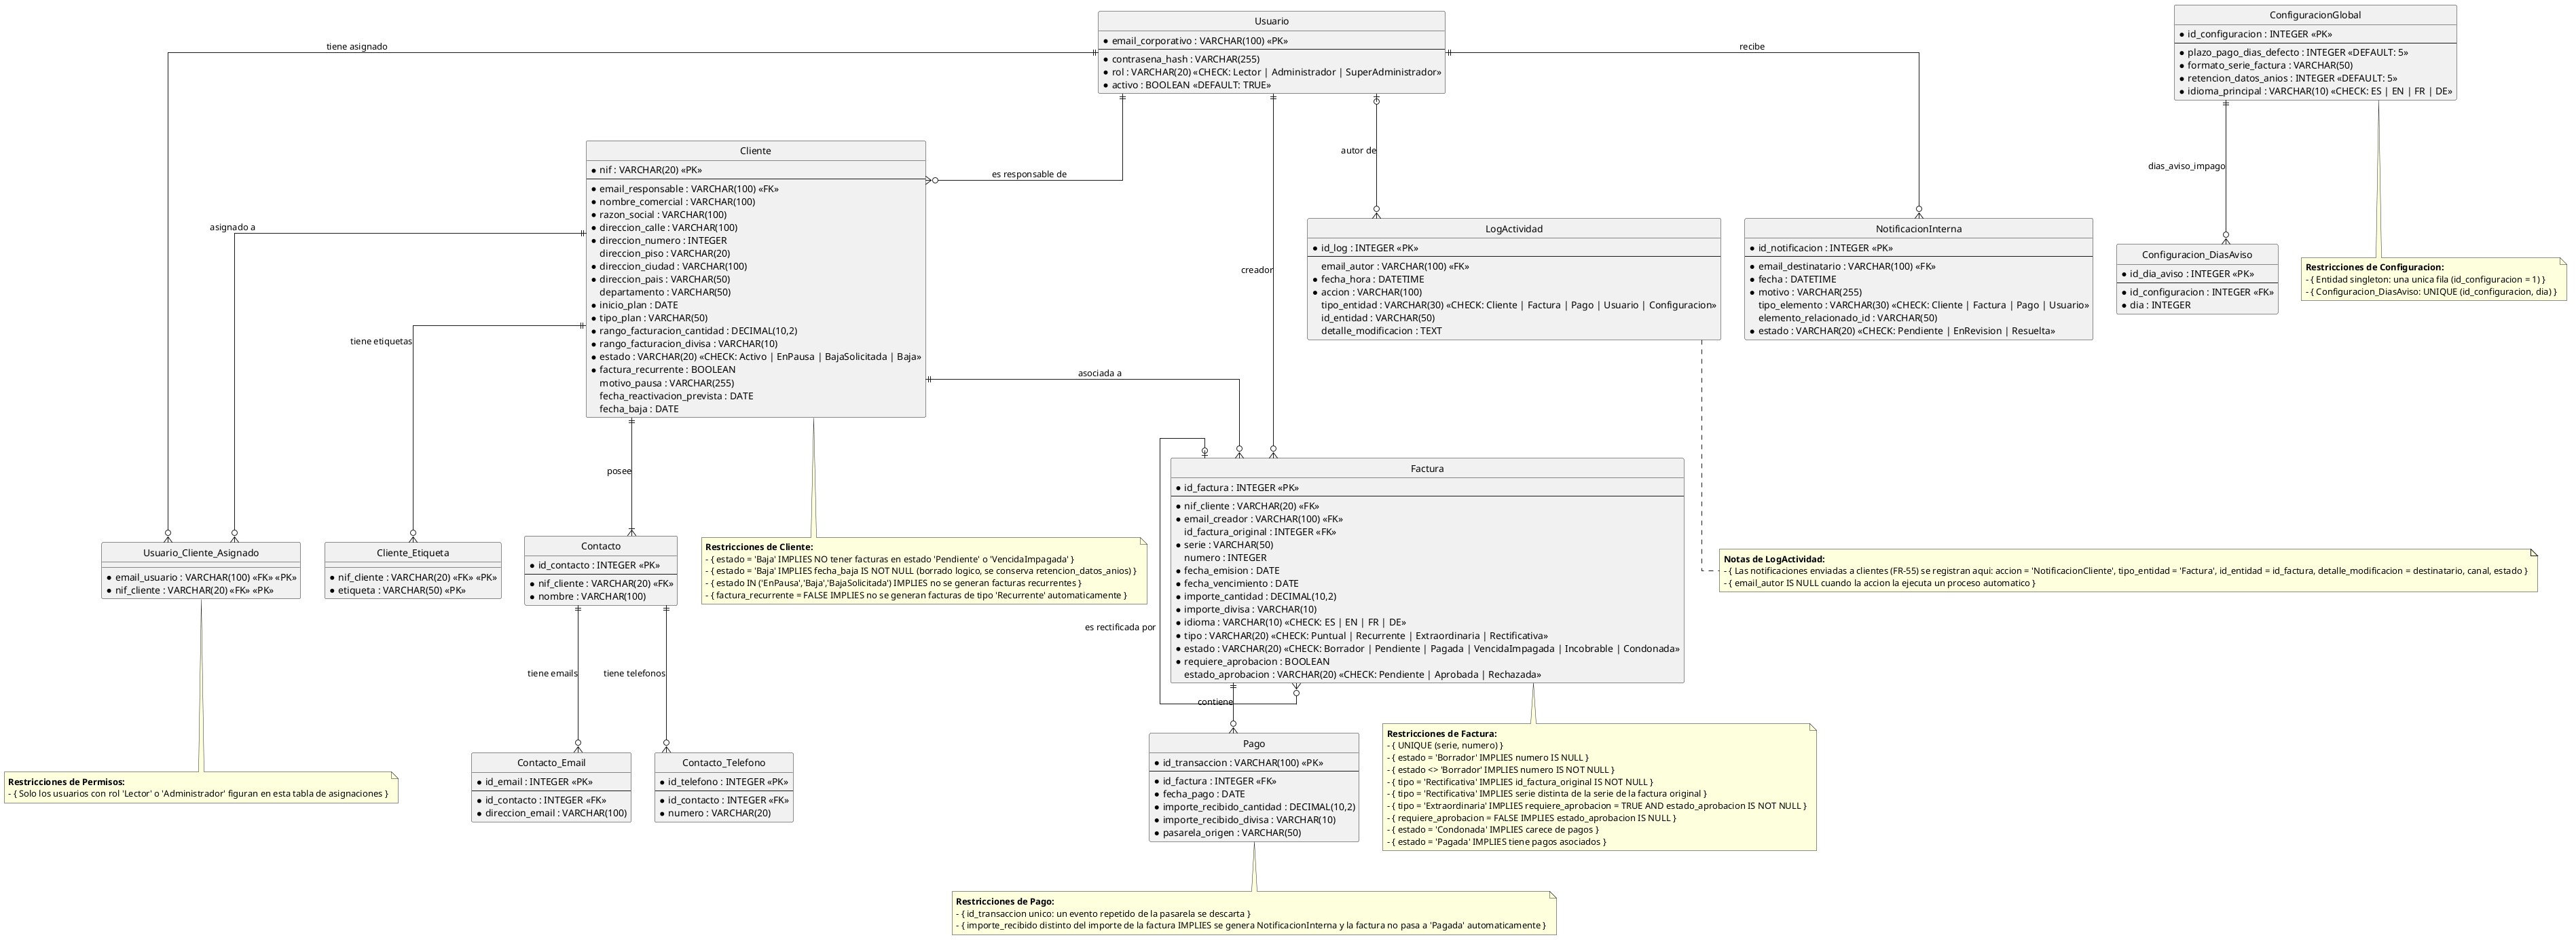 Usuario
email_corporativo : VARCHAR(100) «PK»
contrasena_hash : VARCHAR(255)
rol : VARCHAR(20) «CHECK: Lector | Administrador | SuperAdministrador»
activo : BOOLEAN «DEFAULT: TRUE»
ConfiguracionGlobal
id_configuracion : INTEGER «PK»
plazo_pago_dias_defecto : INTEGER «DEFAULT: 5»
formato_serie_factura : VARCHAR(50)
retencion_datos_anios : INTEGER «DEFAULT: 5»
idioma_principal : VARCHAR(10) «CHECK: ES | EN | FR | DE»
tiene asignado
recibe
es responsable de
autor de
dias_aviso_impago
Cliente
nif : VARCHAR(20) «PK»
email_responsable : VARCHAR(100) «FK»
nombre_comercial : VARCHAR(100)
razon_social : VARCHAR(100)
direccion_calle : VARCHAR(100)
direccion_numero : INTEGER
direccion_piso : VARCHAR(20)
direccion_ciudad : VARCHAR(100)
direccion_pais : VARCHAR(50)
departamento : VARCHAR(50)
inicio_plan : DATE
tipo_plan : VARCHAR(50)
rango_facturacion_cantidad : DECIMAL(10,2)
rango_facturacion_divisa : VARCHAR(10)
estado : VARCHAR(20) «CHECK: Activo | EnPausa | BajaSolicitada | Baja»
factura_recurrente : BOOLEAN
motivo_pausa : VARCHAR(255)
fecha_reactivacion_prevista : DATE
fecha_baja : DATE
asignado a
creador
tiene etiquetas
asociada a
posee
LogActividad
id_log : INTEGER «PK»
email_autor : VARCHAR(100) «FK»
fecha_hora : DATETIME
accion : VARCHAR(100)
tipo_entidad : VARCHAR(30) «CHECK: Cliente | Factura | Pago | Usuario | Configuracion»
id_entidad : VARCHAR(50)
detalle_modificacion : TEXT
NotificacionInterna
id_notificacion : INTEGER «PK»
email_destinatario : VARCHAR(100) «FK»
fecha : DATETIME
motivo : VARCHAR(255)
tipo_elemento : VARCHAR(30) «CHECK: Cliente | Factura | Pago | Usuario»
elemento_relacionado_id : VARCHAR(50)
estado : VARCHAR(20) «CHECK: Pendiente | EnRevision | Resuelta»
Configuracion_DiasAviso
id_dia_aviso : INTEGER «PK»
id_configuracion : INTEGER «FK»
dia : INTEGER
Restricciones de Configuracion:
- { Entidad singleton: una unica fila (id_configuracion = 1) }
- { Configuracion_DiasAviso: UNIQUE (id_configuracion, dia) }
Usuario_Cliente_Asignado
email_usuario : VARCHAR(100) «FK» «PK»
nif_cliente : VARCHAR(20) «FK» «PK»
Cliente_Etiqueta
nif_cliente : VARCHAR(20) «FK» «PK»
etiqueta : VARCHAR(50) «PK»
Contacto
id_contacto : INTEGER «PK»
nif_cliente : VARCHAR(20) «FK»
nombre : VARCHAR(100)
Restricciones de Cliente:
- { estado = 'Baja' IMPLIES NO tener facturas en estado 'Pendiente' o 'VencidaImpagada' }
- { estado = 'Baja' IMPLIES fecha_baja IS NOT NULL (borrado logico, se conserva retencion_datos_anios) }
- { estado IN ('EnPausa','Baja','BajaSolicitada') IMPLIES no se generan facturas recurrentes }
- { factura_recurrente = FALSE IMPLIES no se generan facturas de tipo 'Recurrente' automaticamente }
Factura
id_factura : INTEGER «PK»
nif_cliente : VARCHAR(20) «FK»
email_creador : VARCHAR(100) «FK»
id_factura_original : INTEGER «FK»
serie : VARCHAR(50)
numero : INTEGER
fecha_emision : DATE
fecha_vencimiento : DATE
importe_cantidad : DECIMAL(10,2)
importe_divisa : VARCHAR(10)
idioma : VARCHAR(10) «CHECK: ES | EN | FR | DE»
tipo : VARCHAR(20) «CHECK: Puntual | Recurrente | Extraordinaria | Rectificativa»
estado : VARCHAR(20) «CHECK: Borrador | Pendiente | Pagada | VencidaImpagada | Incobrable | Condonada»
requiere_aprobacion : BOOLEAN
estado_aprobacion : VARCHAR(20) «CHECK: Pendiente | Aprobada | Rechazada»
Notas de LogActividad:
- { Las notificaciones enviadas a clientes (FR-55) se registran aqui: accion = 'NotificacionCliente', tipo_entidad = 'Factura', id_entidad = id_factura, detalle_modificacion = destinatario, canal, estado }
- { email_autor IS NULL cuando la accion la ejecuta un proceso automatico }
es rectificada por
tiene emails
tiene telefonos
contiene
Restricciones de Permisos:
- { Solo los usuarios con rol 'Lector' o 'Administrador' figuran en esta tabla de asignaciones }
Contacto_Email
id_email : INTEGER «PK»
id_contacto : INTEGER «FK»
direccion_email : VARCHAR(100)
Contacto_Telefono
id_telefono : INTEGER «PK»
id_contacto : INTEGER «FK»
numero : VARCHAR(20)
Pago
id_transaccion : VARCHAR(100) «PK»
id_factura : INTEGER «FK»
fecha_pago : DATE
importe_recibido_cantidad : DECIMAL(10,2)
importe_recibido_divisa : VARCHAR(10)
pasarela_origen : VARCHAR(50)
Restricciones de Factura:
- { UNIQUE (serie, numero) }
- { estado = 'Borrador' IMPLIES numero IS NULL }
- { estado <> 'Borrador' IMPLIES numero IS NOT NULL }
- { tipo = 'Rectificativa' IMPLIES id_factura_original IS NOT NULL }
- { tipo = 'Rectificativa' IMPLIES serie distinta de la serie de la factura original }
- { tipo = 'Extraordinaria' IMPLIES requiere_aprobacion = TRUE AND estado_aprobacion IS NOT NULL }
- { requiere_aprobacion = FALSE IMPLIES estado_aprobacion IS NULL }
- { estado = 'Condonada' IMPLIES carece de pagos }
- { estado = 'Pagada' IMPLIES tiene pagos asociados }
Restricciones de Pago:
- { id_transaccion unico: un evento repetido de la pasarela se descarta }
- { importe_recibido distinto del importe de la factura IMPLIES se genera NotificacionInterna y la factura no pasa a 'Pagada' automaticamente }